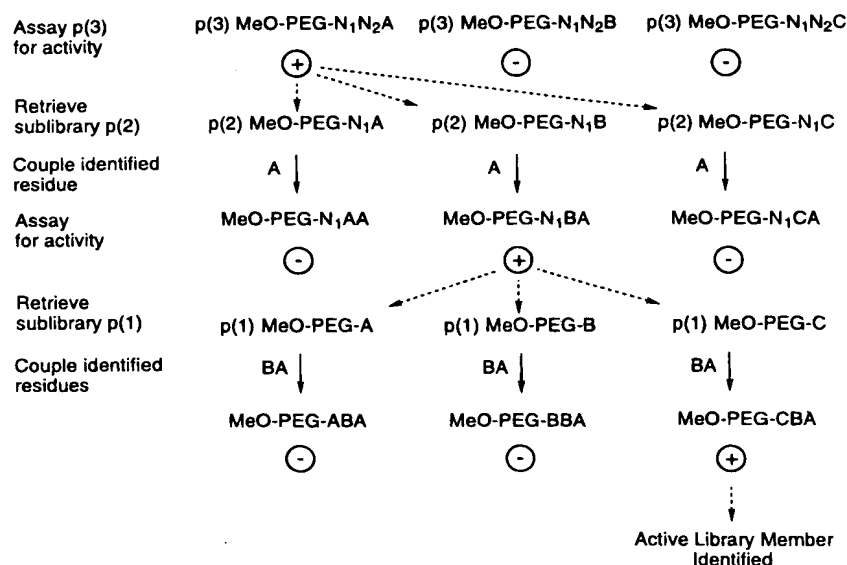 Assay p(3)
for activity
p(3) MeO-PEG-N₁N₂A
p(3) MeO-PEG-N₁N₂B
p(3) MeO-PEG-N₁N₂C
+
-
-
Retrieve
sublibrary p(2)
p(2) MeO-PEG-N₁A
p(2) MeO-PEG-N₁B
p(2) MeO-PEG-N₁C
Couple identified
residue
A
A
A
Assay
for activity
MeO-PEG-N₁AA
MeO-PEG-N₁BA
MeO-PEG-N₁CA
-
+
-
Retrieve
sublibrary p(1)
p(1) MeO-PEG-A
p(1) MeO-PEG-B
p(1) MeO-PEG-C
Couple identified
residues
BA
BA
BA
MeO-PEG-ABA
MeO-PEG-BBA
MeO-PEG-CBA
-
-
+
Active Library Member
Identified